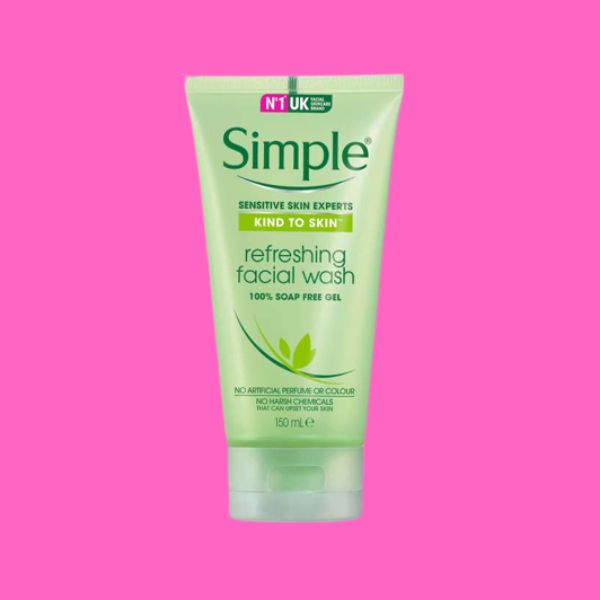 Nº1 UK FACIAL SKINCARE BRAND
Simple®
SENSITIVE SKIN EXPERTS
KIND TO SKIN™
refreshing
facial wash
100% SOAP FREE GEL
NO ARTIFICIAL PERFUME OR COLOUR
NO HARSH CHEMICALS
THAT CAN UPSET YOUR SKIN
150 mL e